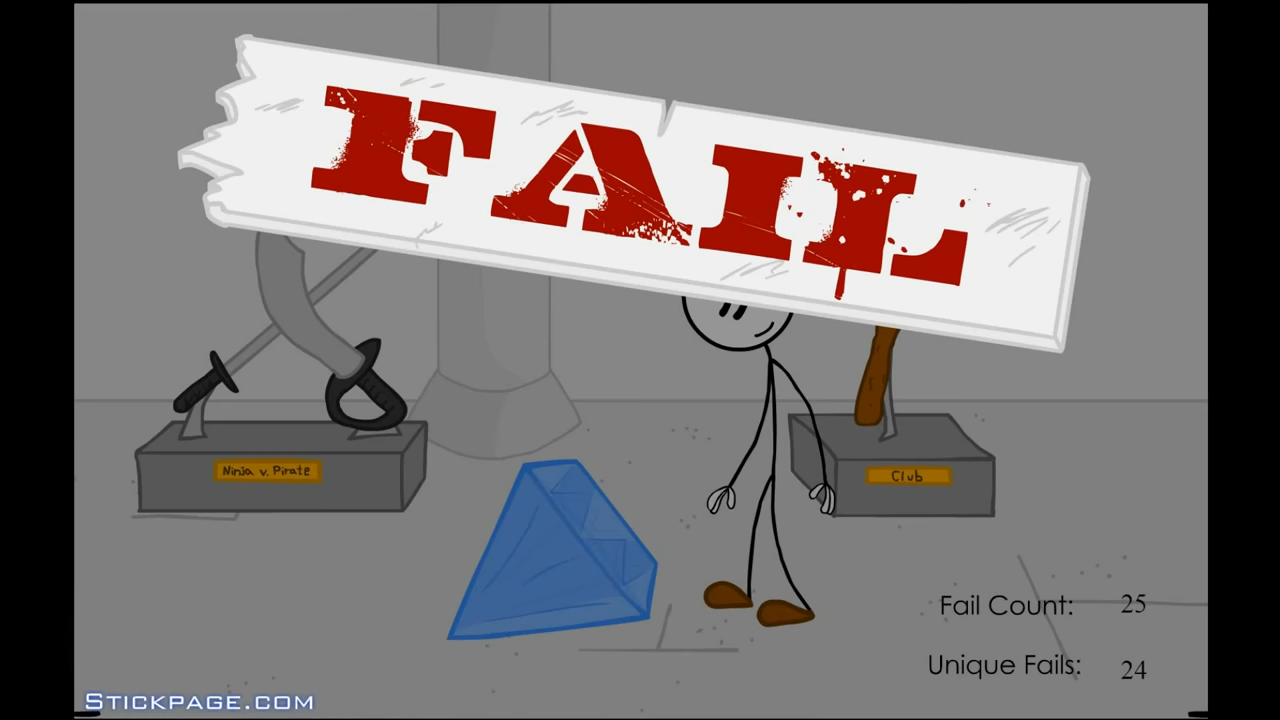 FAIL
Ninja v. Pirate
Club
Fail Count: 25
Unique Fails: 24
STICKPAGE.COM